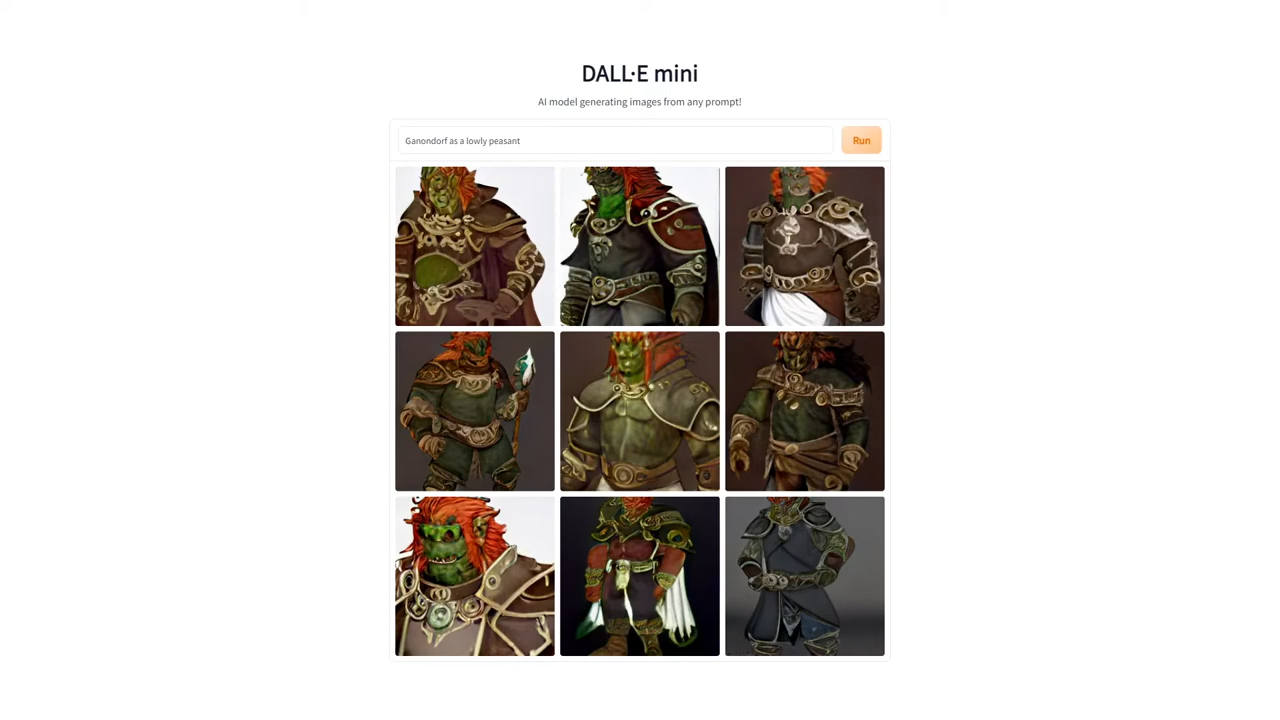 DALL·E mini
AI model generating images from any prompt!
Ganondorf as a lowly peasant
Run